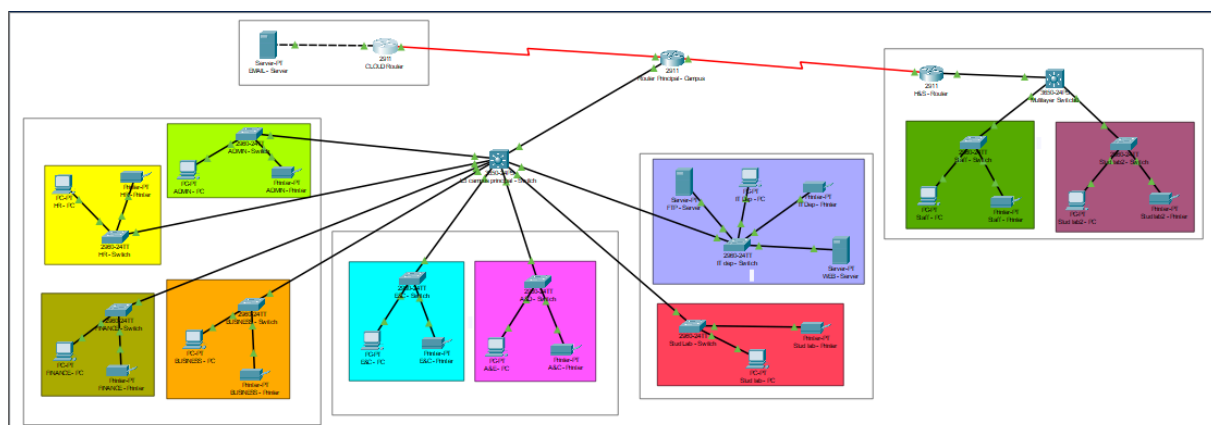 Server-PT
EMAIL - Server
2911
CLOUD Router
2911
Router Principal - Campus
2911
H&S - Router
3650-24PS
Multilayer Switch
2960-24TT
ADMIN - Switch
PC-PT
ADMIN - PC
Printer-PT
ADMIN - Printer
PC-PT
HR - PC
Printer-PT
HR - Printer
2960-24TT
HR - Switch
3650-24PS
campus principal - Switch
Server-PT
FTP - Server
PC-PT
IT Dep - PC
Printer-PT
IT Dep - Printer
2960-24TT
IT dep - Switch
Server-PT
Server
2960-24TT
Staff - Switch
PC-PT
Staff - PC
Printer-PT
Staff - Printer
2960-24TT
Stud lab2 - Switch
PC-PT
Stud lab2 - PC
Printer-PT
Stud lab2 - Printer
2960-24TT
FINANCE - Switch
PC-PT
FINANCE - PC
Printer-PT
FINANCE - Printer
2960-24TT
BUSINESS - Switch
PC-PT
BUSINESS - PC
Printer-PT
BUSINESS - Printer
2960-24TT
E&C - Switch
PC-PT
E&C - PC
Printer-PT
E&C - Printer
2960-24TT
Switch
PC-PT
PC
Printer-PT
Printer
2960-24TT
Stud Lab - Switch
Printer-PT
Stud lab - Printer
PC-PT
Stud lab - PC